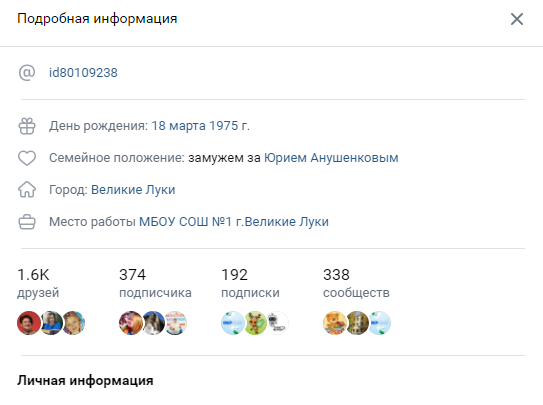 Подробная информация
id80109238
День рождения: 18 марта 1975 г.
Семейное положение: замужем за Юрием Анушенковым
Город: Великие Луки
Место работы МБОУ СОШ №1 г.Великие Луки
1.6K 374 192 338
друзей подписчика подписки сообществ
Личная информация